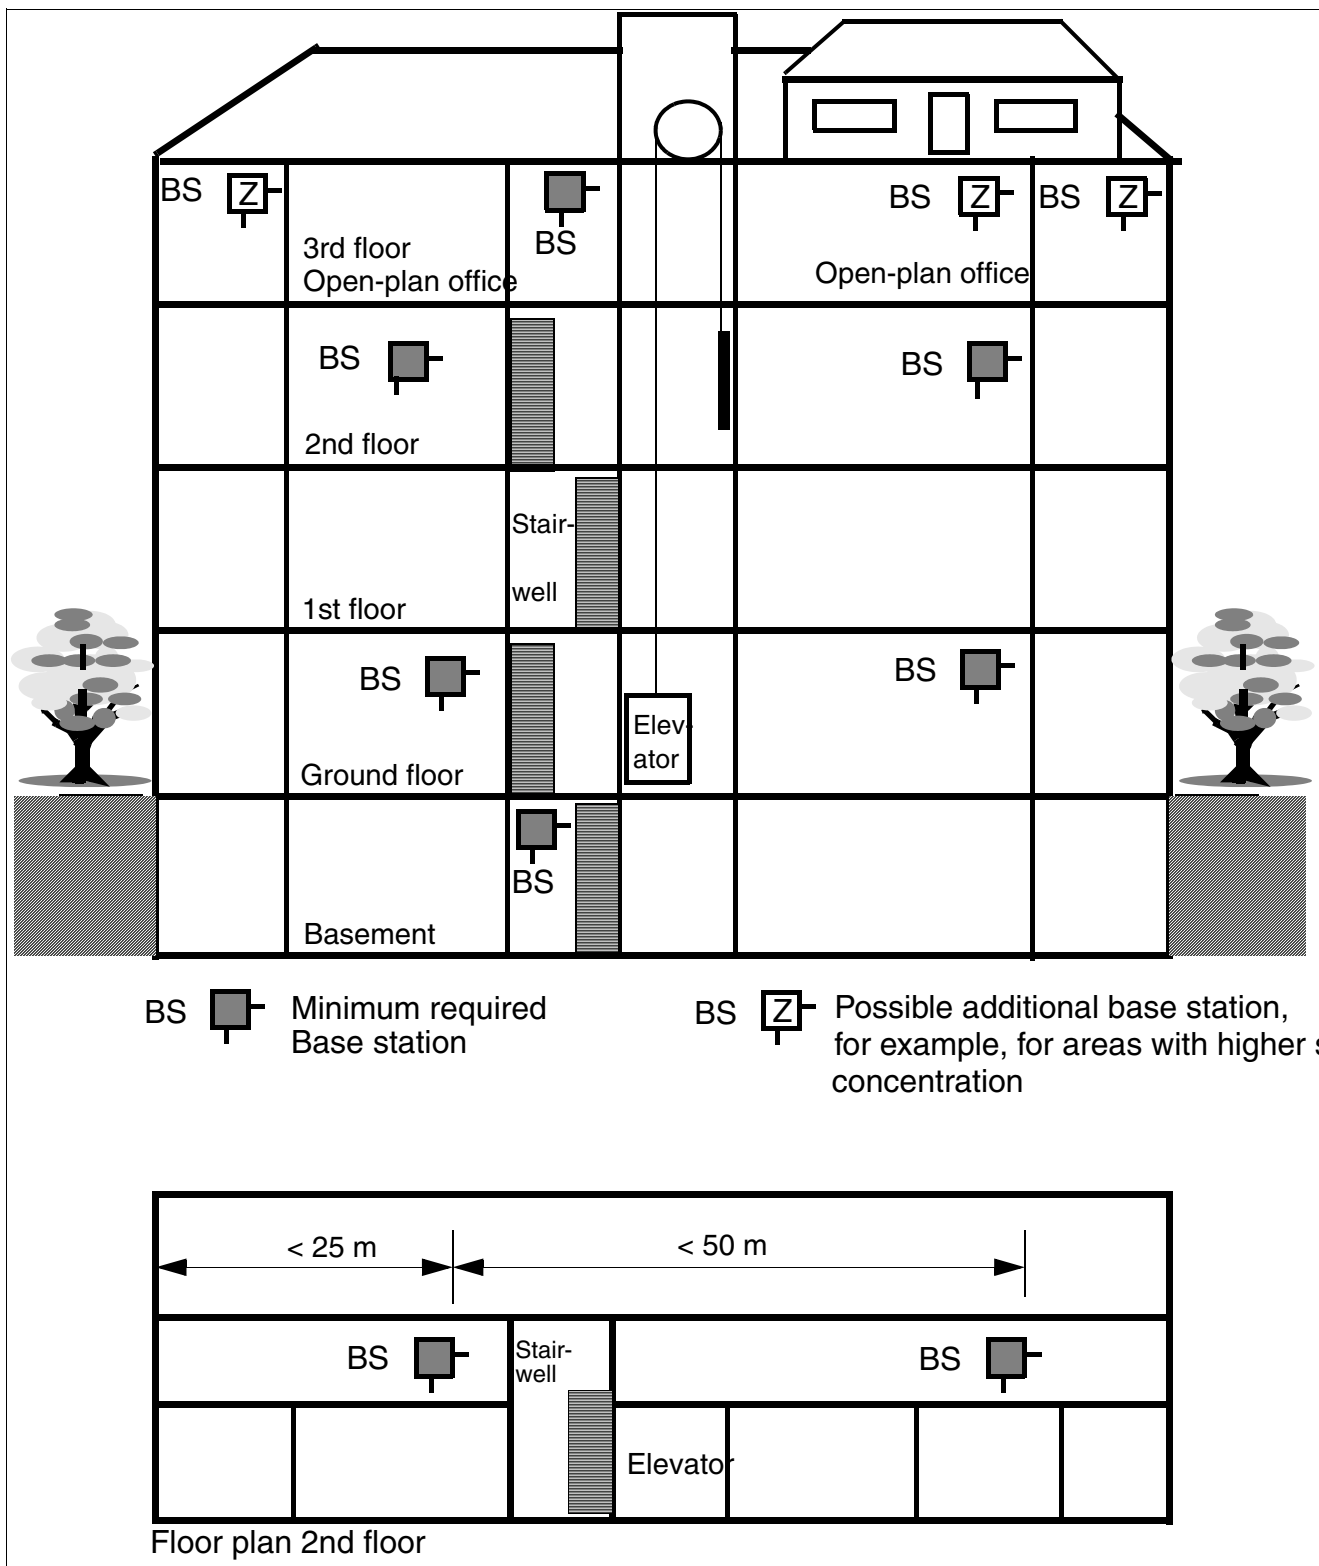 BS Z BS BS Z BS Z
3rd floor
Open-plan office
Open-plan office
BS BS
2nd floor
Stair-
well
1st floor
BS BS
Elev-
ator
Ground floor
BS
Basement
BS Minimum required
Base station
BS Z Possible additional base station,
for example, for areas with higher
concentration
< 25 m < 50 m
BS Stair-
well
BS
Elevator
Floor plan 2nd floor